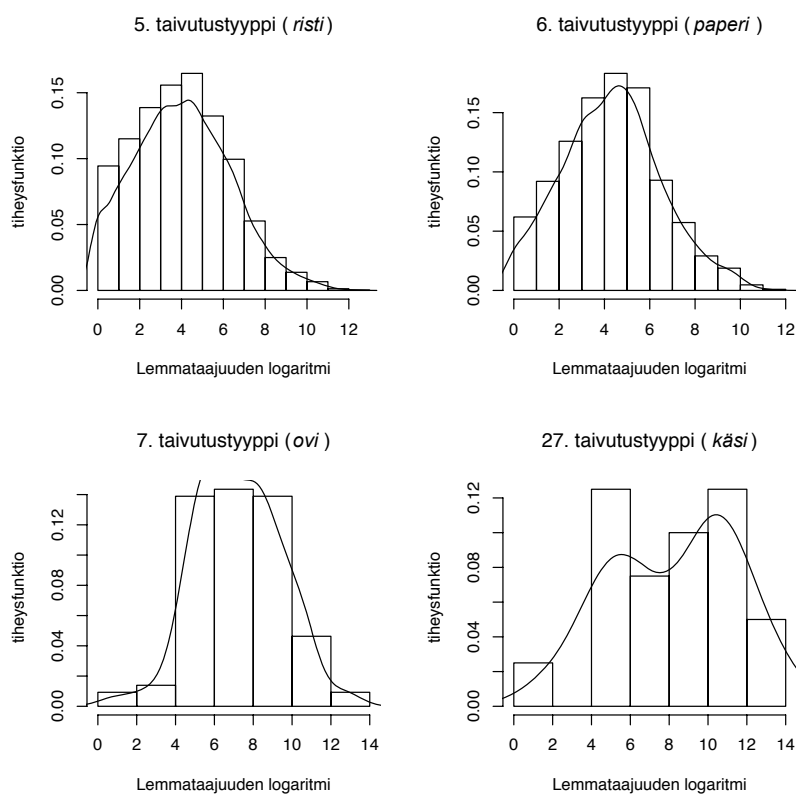 5. taivutustyyppi ( risti )
tiheysfunktio
0.00 0.05 0.10 0.15
0 2 4 6 8 10 12
Lemmataajuuden logaritmi
6. taivutustyyppi ( paperi )
tiheysfunktio
0.00 0.05 0.10 0.15
0 2 4 6 8 10 12
Lemmataajuuden logaritmi
7. taivutustyyppi ( ovi )
tiheysfunktio
0.00 0.04 0.08 0.12
0 2 4 6 8 10 12 14
Lemmataajuuden logaritmi
27. taivutustyyppi ( käsi )
tiheysfunktio
0.00 0.04 0.08 0.12
0 2 4 6 8 10 12 14
Lemmataajuuden logaritmi